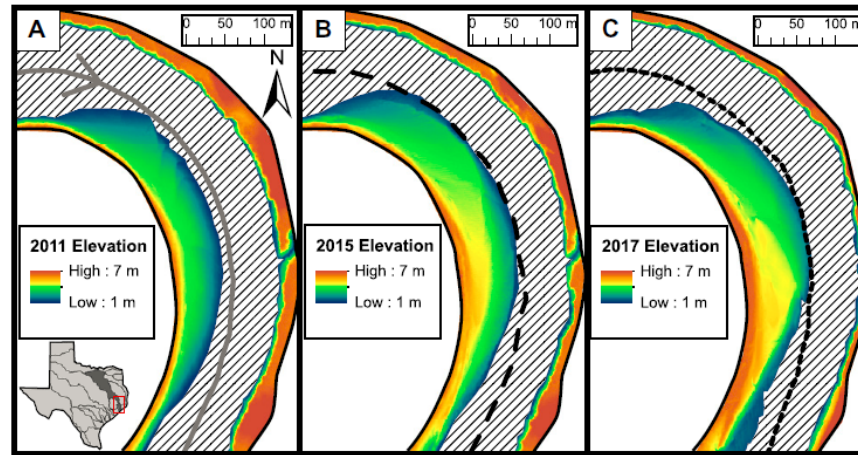 A
0 50 100 m
N
2011 Elevation
High : 7 m
Low : 1 m
B
0 50 100 m
2015 Elevation
High : 7 m
Low : 1 m
C
0 50 100 m
2017 Elevation
High : 7 m
Low : 1 m